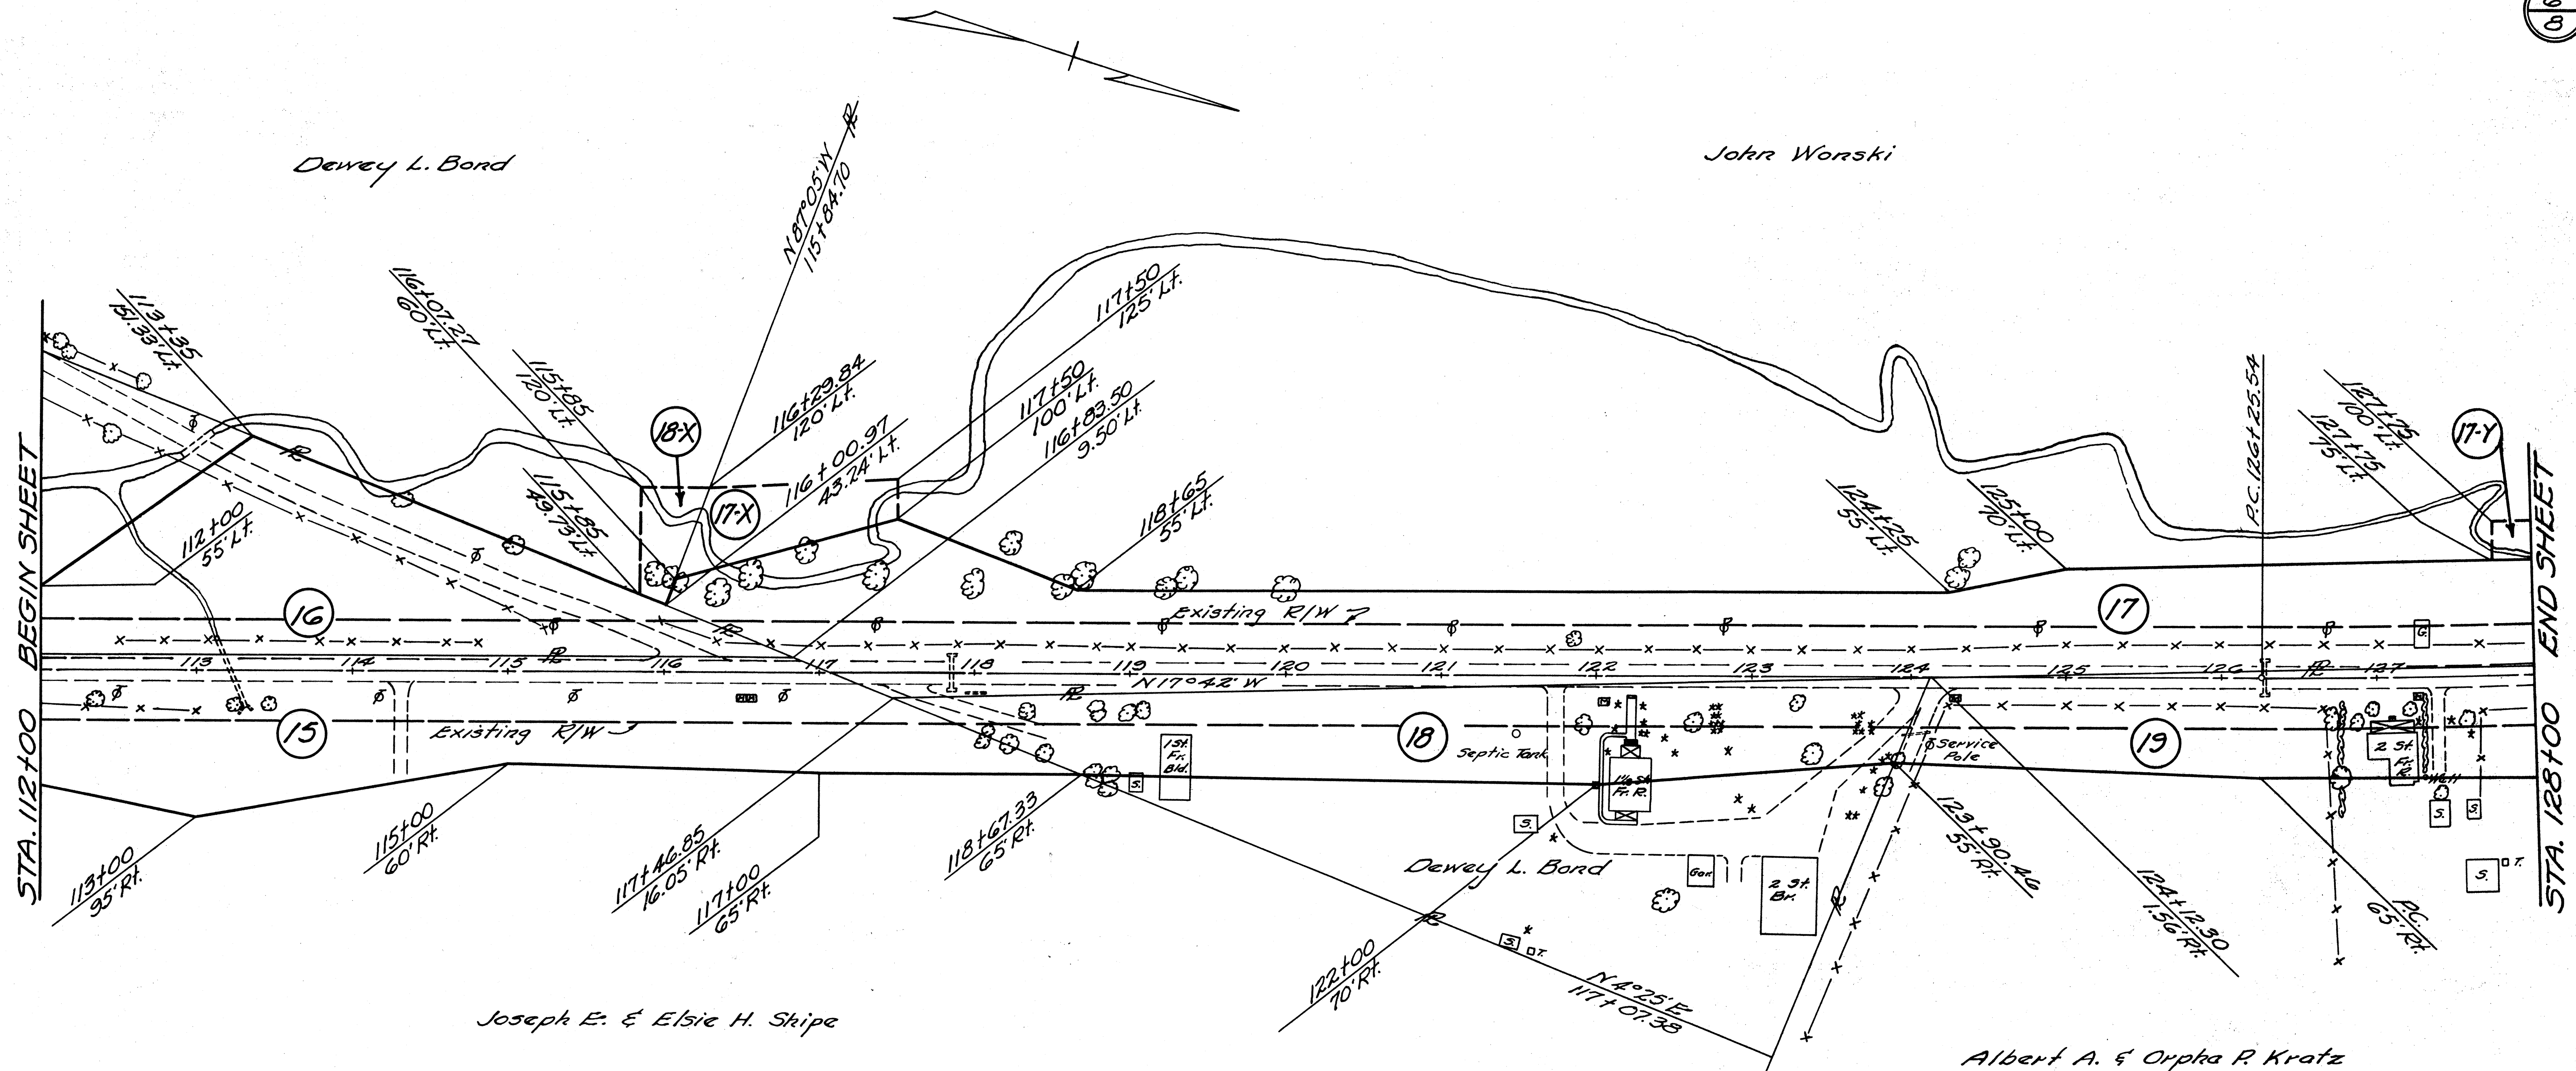 6
8
Dewey L. Bond
John Wonski
N 87°05' W
115+84.70
113+35
151.33' Lt.
116+07.27
60' Lt.
115+85
120' Lt.
18-X
116+29.84
120' Lt.
117+50
125' Lt.
117+50
100' Lt.
116+83.50
9.50' Lt.
17-X
116+00.97
43.24' Lt.
115+85
49.73' Lt.
118+65
55' Lt.
112+00
55' Lt.
124+25
55' Lt.
125+00
70' Lt.
P.C. 126+25.54
127+75
100' Lt.
127+75
75' Lt.
17-Y
STA. 112+00 BEGIN SHEET
STA. 128+00 END SHEET
16
Existing R/W
17
G.
113
114
115
116
117
118
119
120
121
122
123
124
125
126
127
N 17°42' W
15
Existing R/W
18
Septic Tank
1 St.
Fr.
Bld.
S.
1½ St.
Fr. R.
Service
Pole
19
2 St.
Fr.
R.
Well
S.
S.
S.
T.
113+00
95' Rt.
115+00
60' Rt.
117+46.85
16.05' Rt.
117+00
65' Rt.
118+67.33
65' Rt.
S.
Dewey L. Bond
Gar.
2 St.
Br.
123+90.46
55' Rt.
124+12.30
1.56' Rt.
P.C.
65' Rt.
122+00
70' Rt.
S.
T.
N 4°25' E
117+07.38
Joseph E. & Elsie H. Shipe
Albert A. & Orpha P. Kratz